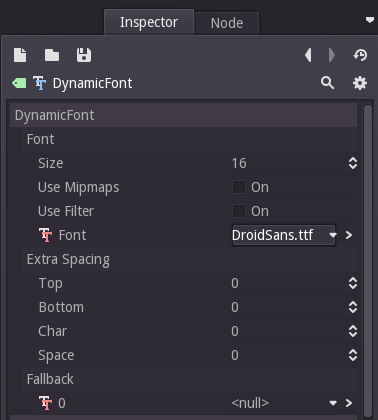 Inspector Node
DynamicFont
DynamicFont
Font
Size 16
Use Mipmaps On
Use Filter On
Font DroidSans.ttf
Extra Spacing
Top 0
Bottom 0
Char 0
Space 0
Fallback
0 <null>